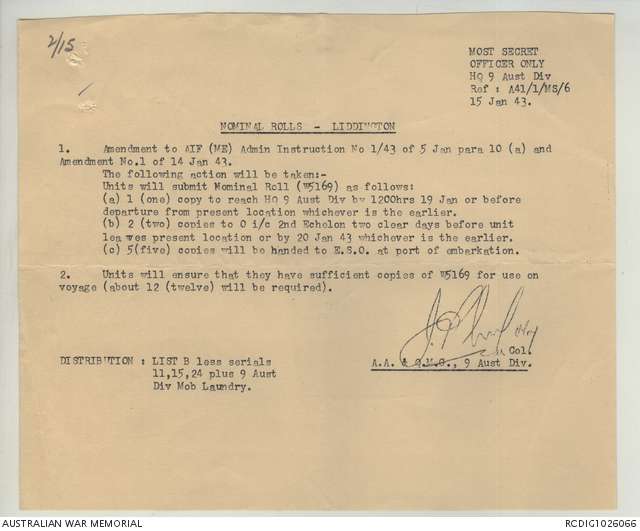 2/15
MOST SECRET
OFFICER ONLY
HQ 9 Aust Div
Ref : A41/1/MS/6
15 Jan 43.
NOMINAL ROLLS - LIDDINGTON
1. Amendment to AIF (ME) Admin Instruction No 1/43 of 5 Jan para 10 (a) and
Amendment No.1 of 14 Jan 43.
The following action will be taken:-
Units will submit Nominal Roll (W5169) as follows:
(a) 1 (one) copy to reach HQ 9 Aust Div by 1200hrs 19 Jan or before
departure from present location whichever is the earlier.
(b) 2 (two) copies to O i/c 2nd Echelon two clear days before unit
leaves present location or by 20 Jan 43 whichever is the earlier.
(c) 5(five) copies will be handed to E.S.O. at port of embarkation.
2. Units will ensure that they have sufficient copies of W5169 for use on
voyage (about 12 (twelve) will be required).
Col.
A.A. & Q.M.G., 9 Aust Div.
DISTRIBUTION : LIST B less serials
11,15,24 plus 9 Aust
Div Mob Laundry.
AUSTRALIAN WAR MEMORIAL
RCDIG1026066